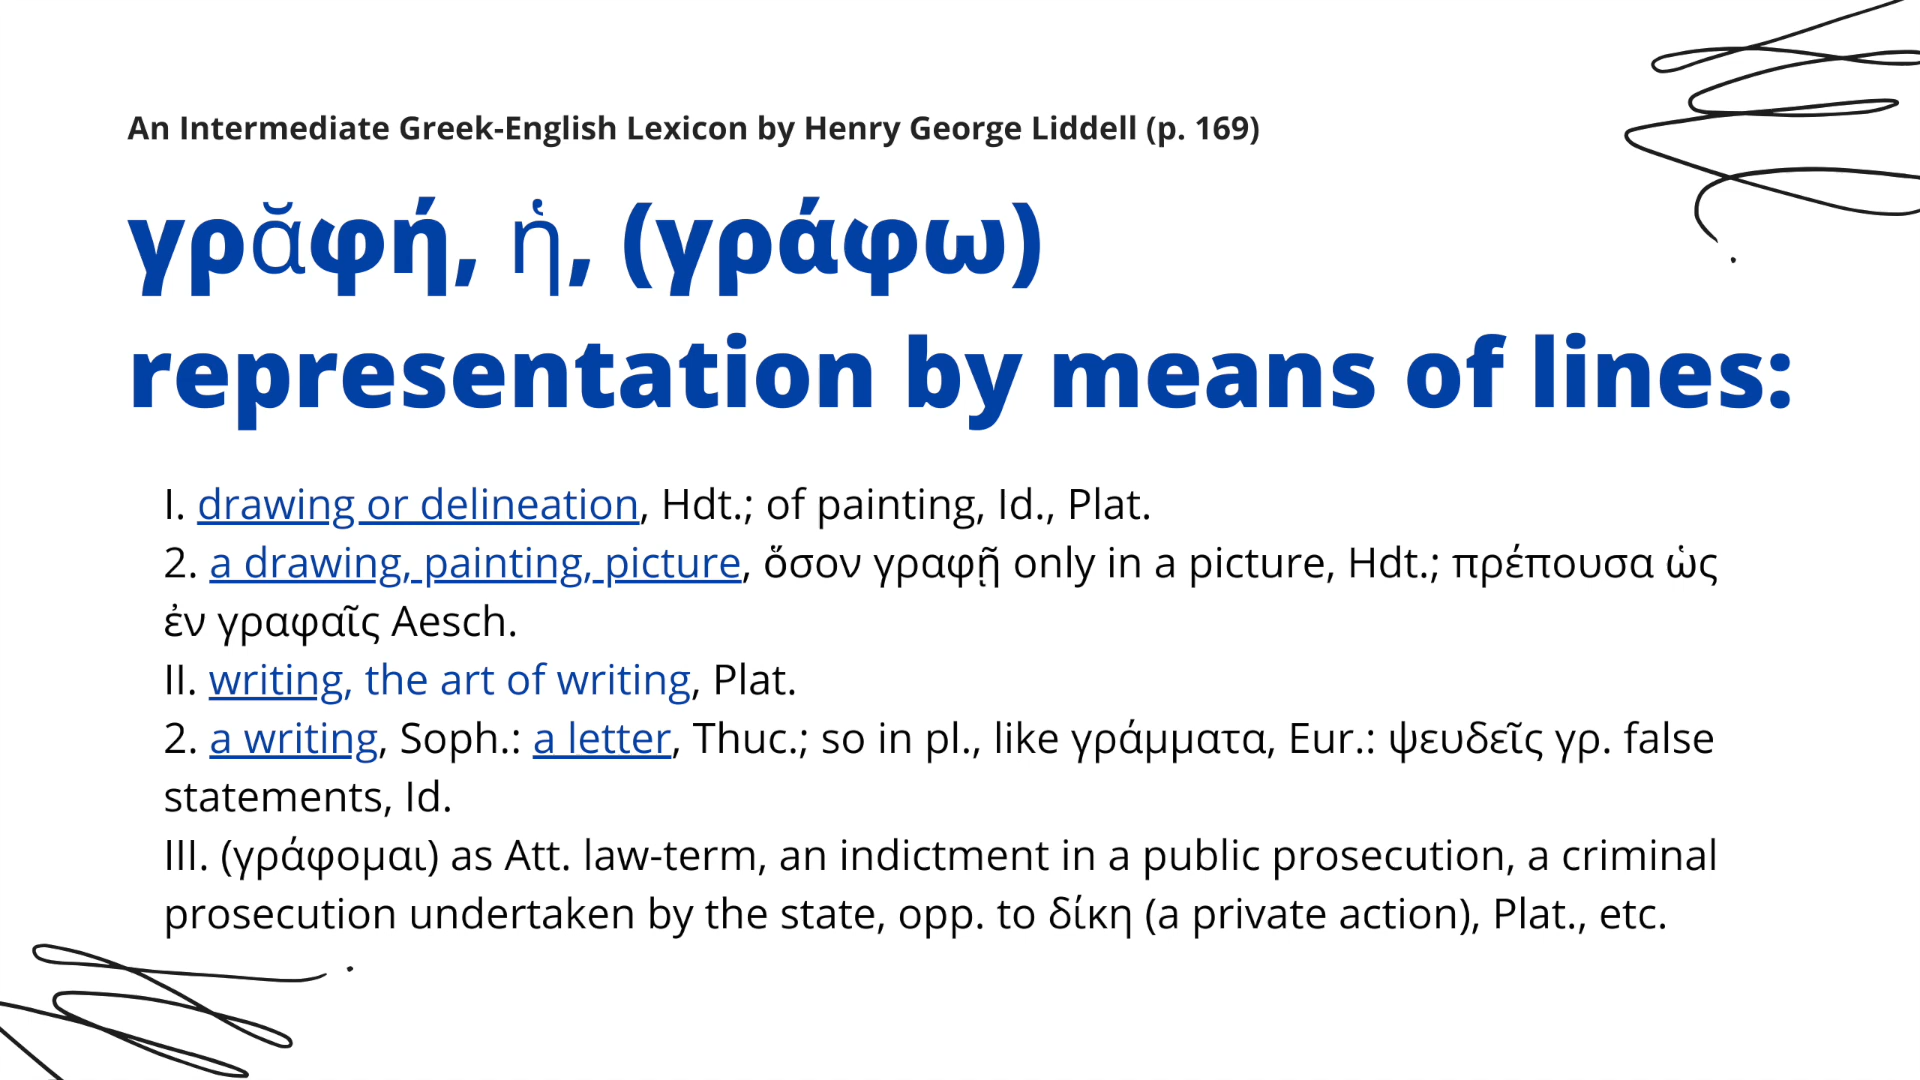 An Intermediate Greek-English Lexicon by Henry George Liddell (p. 169)
γρᾰφή, ἡ, (γράφω)
representation by means of lines:
I. drawing or delineation, Hdt.; of painting, Id., Plat.
2. a drawing, painting, picture, ὅσον γραφῇ only in a picture, Hdt.; πρέπουσα ὡς
ἐν γραφαῖς Aesch.
II. writing, the art of writing, Plat.
2. a writing, Soph.: a letter, Thuc.; so in pl., like γράμματα, Eur.: ψευδεῖς γρ. false
statements, Id.
III. (γράφομαι) as Att. law-term, an indictment in a public prosecution, a criminal
prosecution undertaken by the state, opp. to δίκη (a private action), Plat., etc.